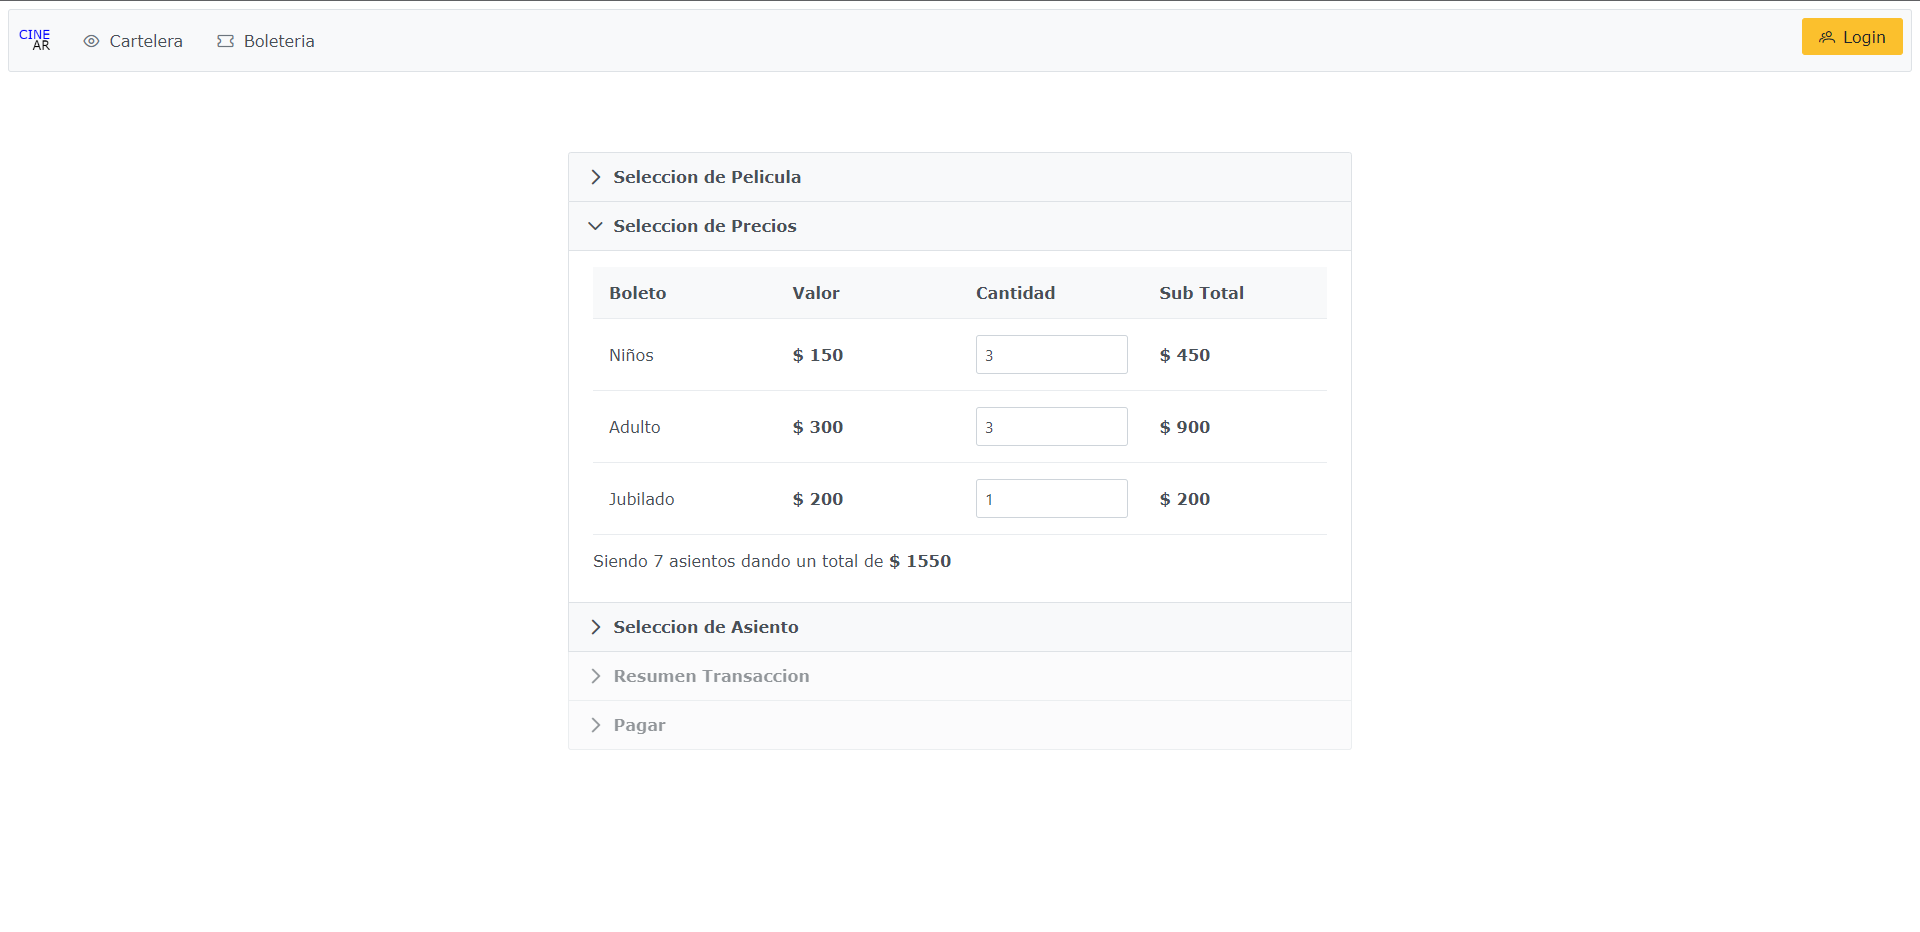 CINE
AR
Cartelera
Boleteria
Login
Seleccion de Pelicula
Seleccion de Precios
Boleto Valor Cantidad Sub Total
Niños $ 150 3 $ 450
Adulto $ 300 3 $ 900
Jubilado $ 200 1 $ 200
Siendo 7 asientos dando un total de $ 1550
Seleccion de Asiento
Resumen Transaccion
Pagar